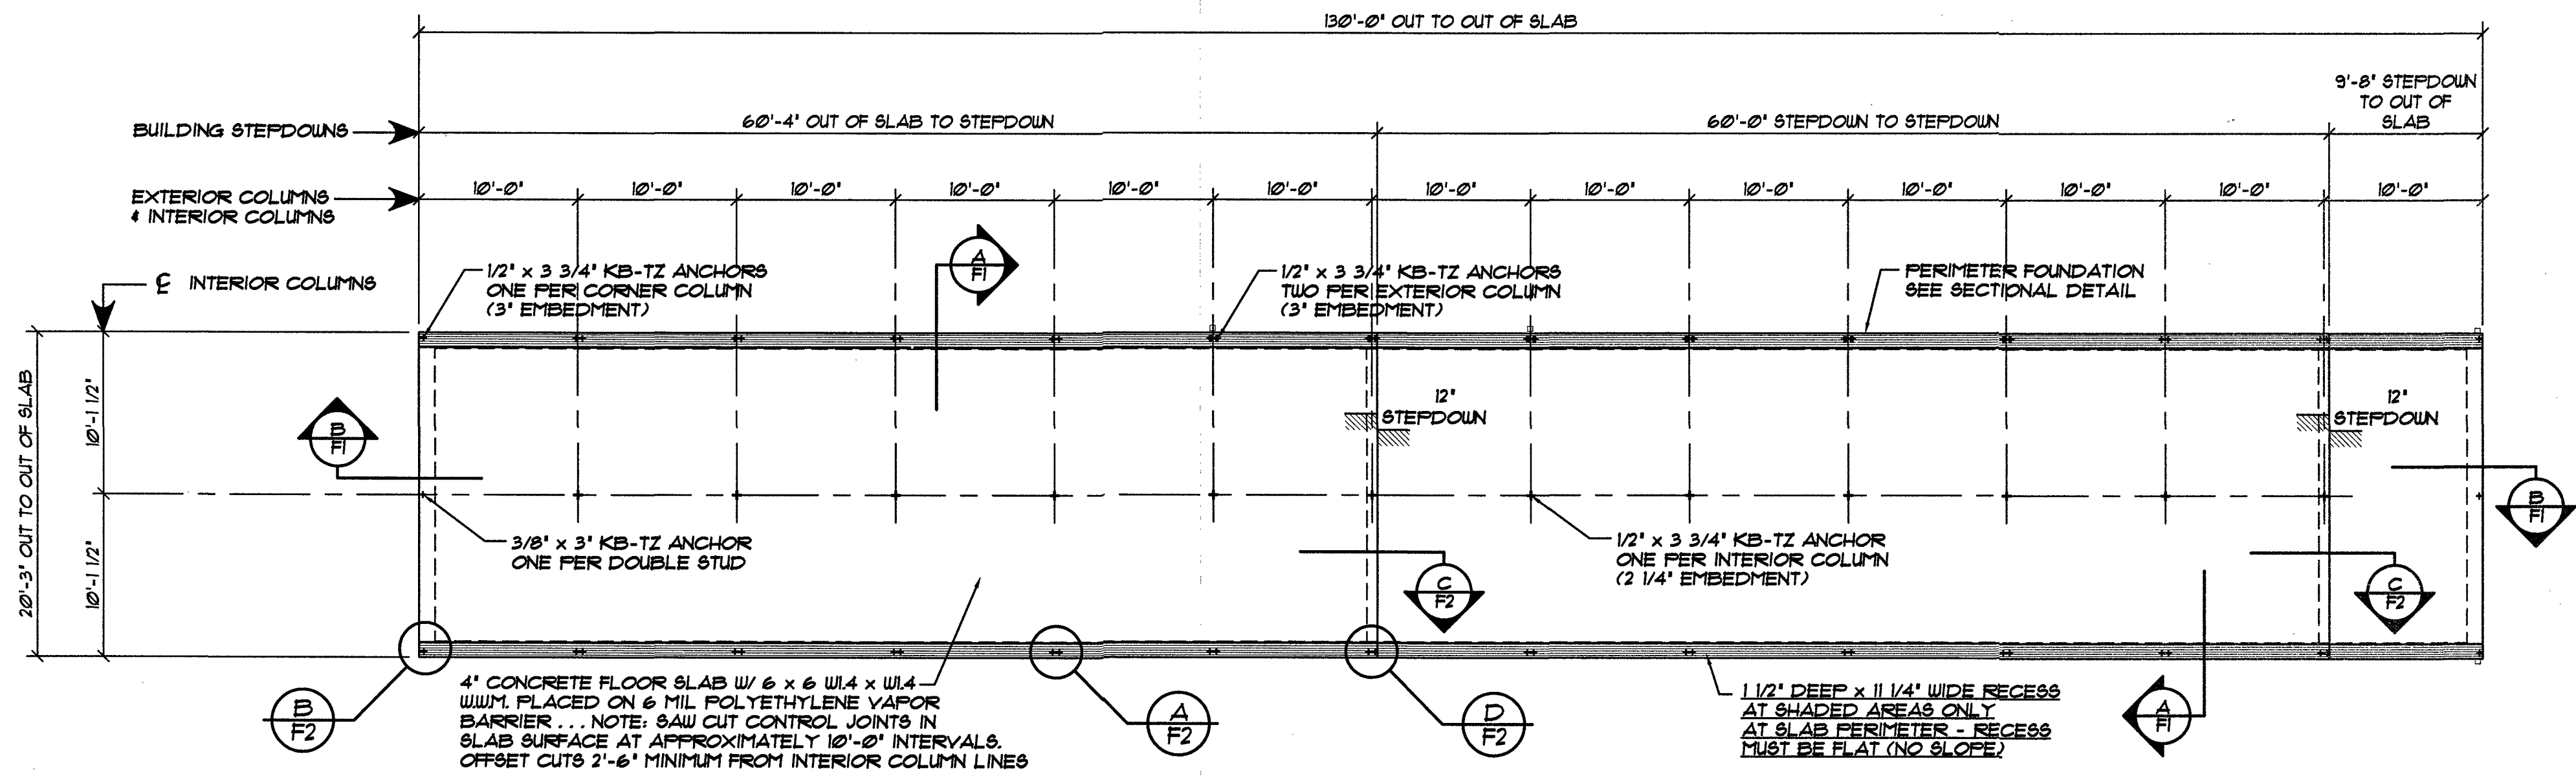 130'-0" OUT TO OUT OF SLAB
9'-8" STEPDOWN
TO OUT OF
SLAB
BUILDING STEPDOWNS
60'-4" OUT OF SLAB TO STEPDOWN
60'-0" STEPDOWN TO STEPDOWN
EXTERIOR COLUMNS
& INTERIOR COLUMNS
10'-0"
10'-0"
10'-0"
10'-0"
10'-0"
10'-0"
10'-0"
10'-0"
10'-0"
10'-0"
10'-0"
10'-0"
10'-0"
℄ INTERIOR COLUMNS
1/2" x 3 3/4" KB-TZ ANCHORS
ONE PER CORNER COLUMN
(3" EMBEDMENT)
A
F1
1/2" x 3 3/4" KB-TZ ANCHORS
TWO PER EXTERIOR COLUMN
(3" EMBEDMENT)
PERIMETER FOUNDATION
SEE SECTIONAL DETAIL
20'-3" OUT TO OUT OF SLAB
10'-1 1/2"
10'-1 1/2"
B
F1
12"
STEPDOWN
12"
STEPDOWN
B
F1
3/8" x 3" KB-TZ ANCHOR
ONE PER DOUBLE STUD
C
F2
1/2" x 3 3/4" KB-TZ ANCHOR
ONE PER INTERIOR COLUMN
(2 1/4" EMBEDMENT)
C
F2
B
F2
4" CONCRETE FLOOR SLAB W/ 6 x 6 W1.4 x W1.4
W.W.M. PLACED ON 6 MIL POLYETHYLENE VAPOR
BARRIER . . . NOTE: SAW CUT CONTROL JOINTS IN
SLAB SURFACE AT APPROXIMATELY 10'-0" INTERVALS.
OFFSET CUTS 2'-6" MINIMUM FROM INTERIOR COLUMN LINES
A
F2
D
F2
1 1/2" DEEP x 11 1/4" WIDE RECESS
AT SHADED AREAS ONLY
AT SLAB PERIMETER - RECESS
MUST BE FLAT (NO SLOPE)
A
F1